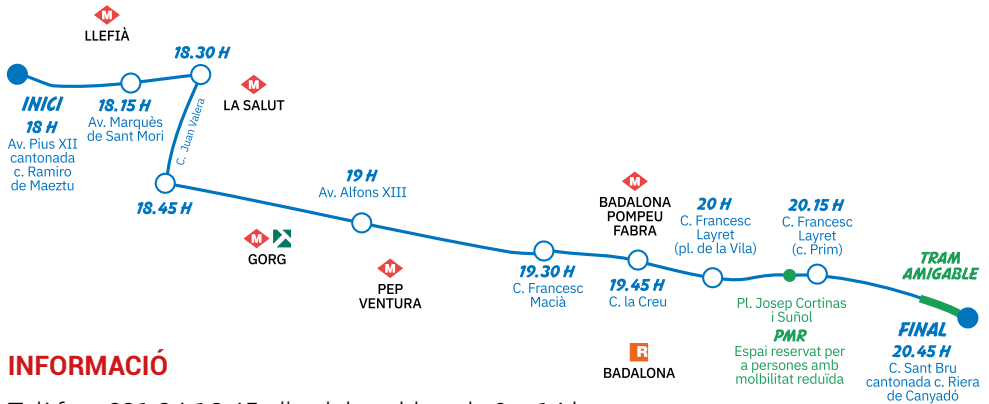 M
LLEFIÀ
18.30 H
M
LA SALUT
INICI
18 H
Av. Pius XII
cantonada
c. Ramiro
de Maeztu
18.15 H
Av. Marquès
de Sant Mori
C. Juan Valera
18.45 H
19 H
Av. Alfons XIII
M
GORG
M
PEP
VENTURA
M
BADALONA
POMPEU
FABRA
19.30 H
C. Francesc
Macià
19.45 H
C. la Creu
20 H
C. Francesc
Layret
(pl. de la Vila)
20.15 H
C. Francesc
Layret
(c. Prim)
TRAM
AMIGABLE
Pl. Josep Cortinas
i Suñol
PMR
Espai reservat per
a persones amb
molbilitat reduïda
R
BADALONA
FINAL
20.45 H
C. Sant Bru
cantonada c. Riera
de Canyadó
INFORMACIÓ